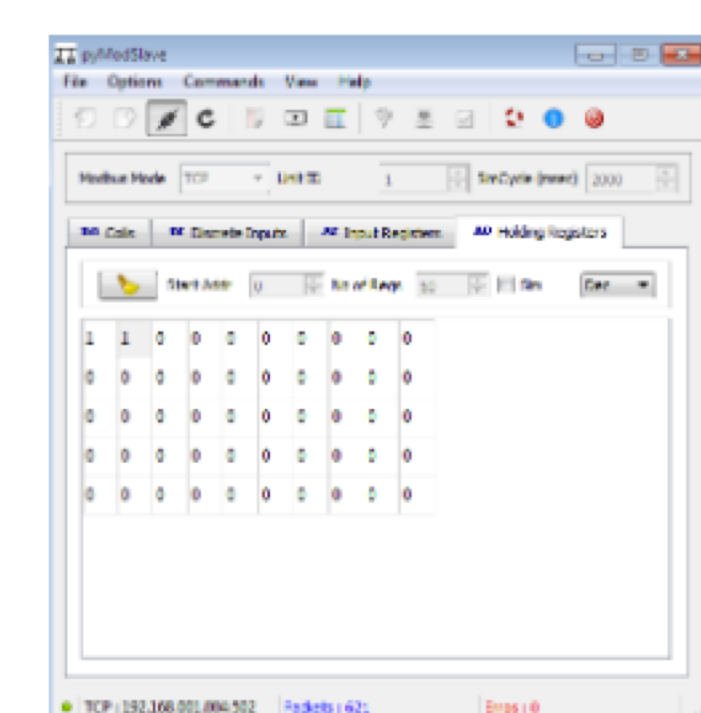 pyModSlave
File Options Commands View Help
Modbus Mode TCP Unit ID 1 SimCycle (msec) 2000
Coils Discrete Inputs Input Registers Holding Registers
Start Addr 0 No of Regs 50 Sim Dec
1 1 0 0 0 0 0 0 0 0
0 0 0 0 0 0 0 0 0 0
0 0 0 0 0 0 0 0 0 0
0 0 0 0 0 0 0 0 0 0
0 0 0 0 0 0 0 0 0 0
TCP : Packets : 621 Errors : 0